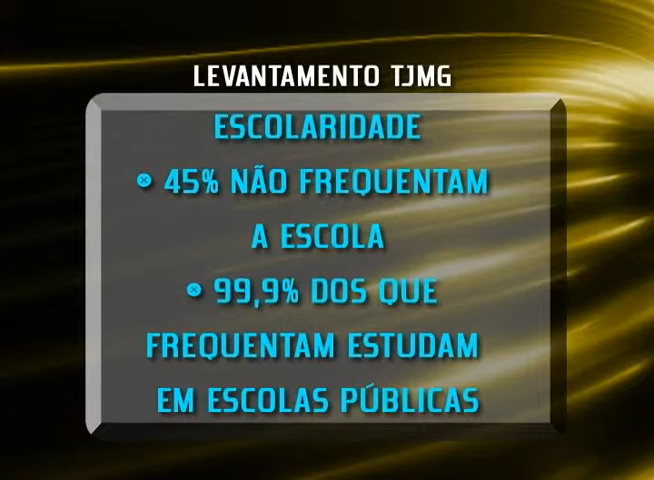 LEVANTAMENTO TJMG
ESCOLARIDADE
• 45% NÃO FREQUENTAM
A ESCOLA
• 99,9% DOS QUE
FREQUENTAM ESTUDAM
EM ESCOLAS PÚBLICAS